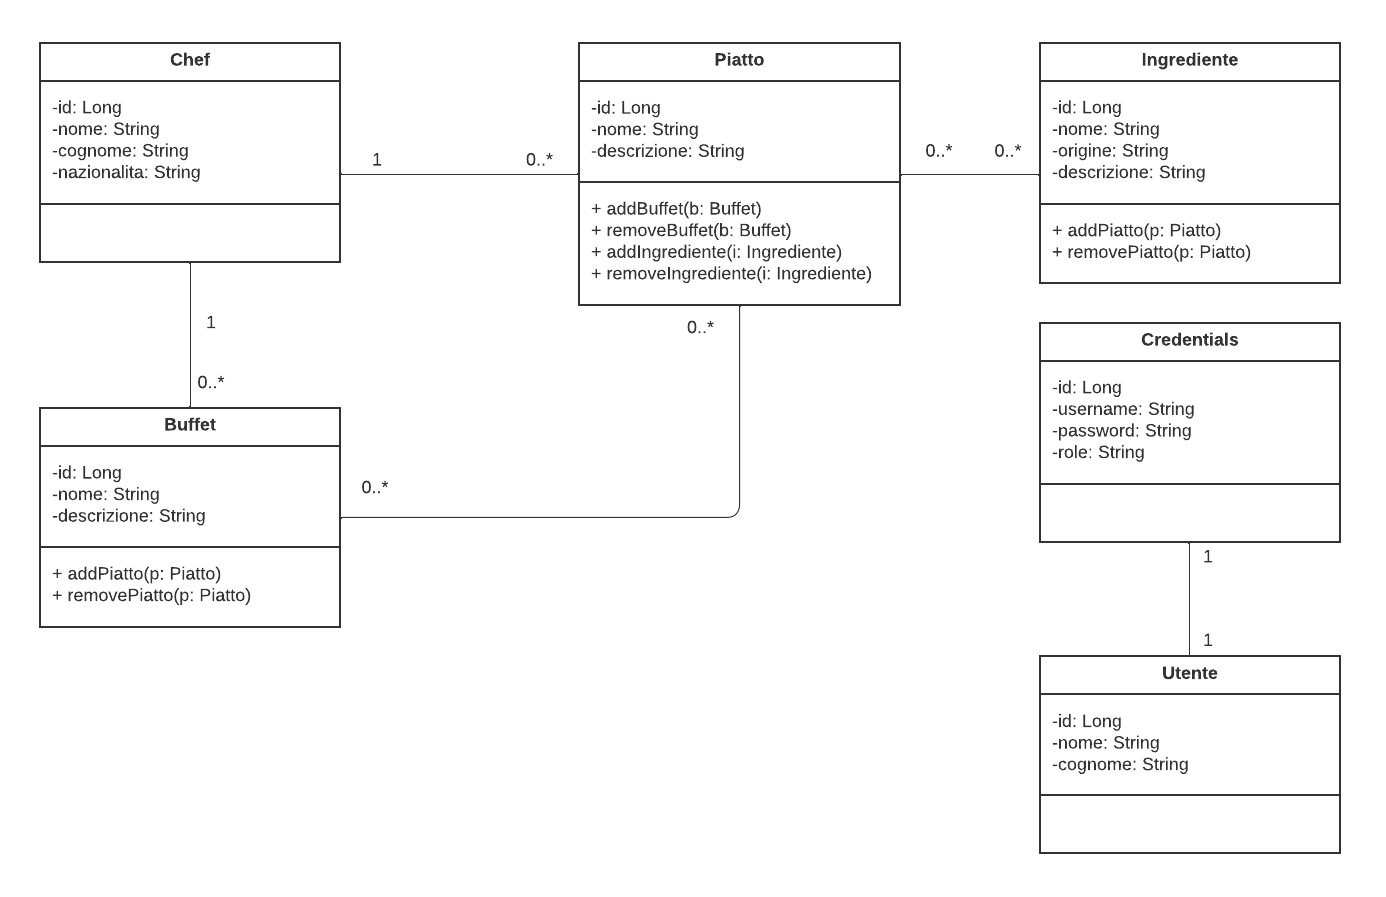 Chef
-id: Long
-nome: String
-cognome: String
-nazionalita: String
1
0..*
Piatto
-id: Long
-nome: String
-descrizione: String
+ addBuffet(b: Buffet)
+ removeBuffet(b: Buffet)
+ addIngrediente(i: Ingrediente)
+ removeIngrediente(i: Ingrediente)
0..*
0..*
Ingrediente
-id: Long
-nome: String
-origine: String
-descrizione: String
+ addPiatto(p: Piatto)
+ removePiatto(p: Piatto)
1
0..*
Buffet
-id: Long
-nome: String
-descrizione: String
+ addPiatto(p: Piatto)
+ removePiatto(p: Piatto)
0..*
0..*
Credentials
-id: Long
-username: String
-password: String
-role: String
1
1
Utente
-id: Long
-nome: String
-cognome: String